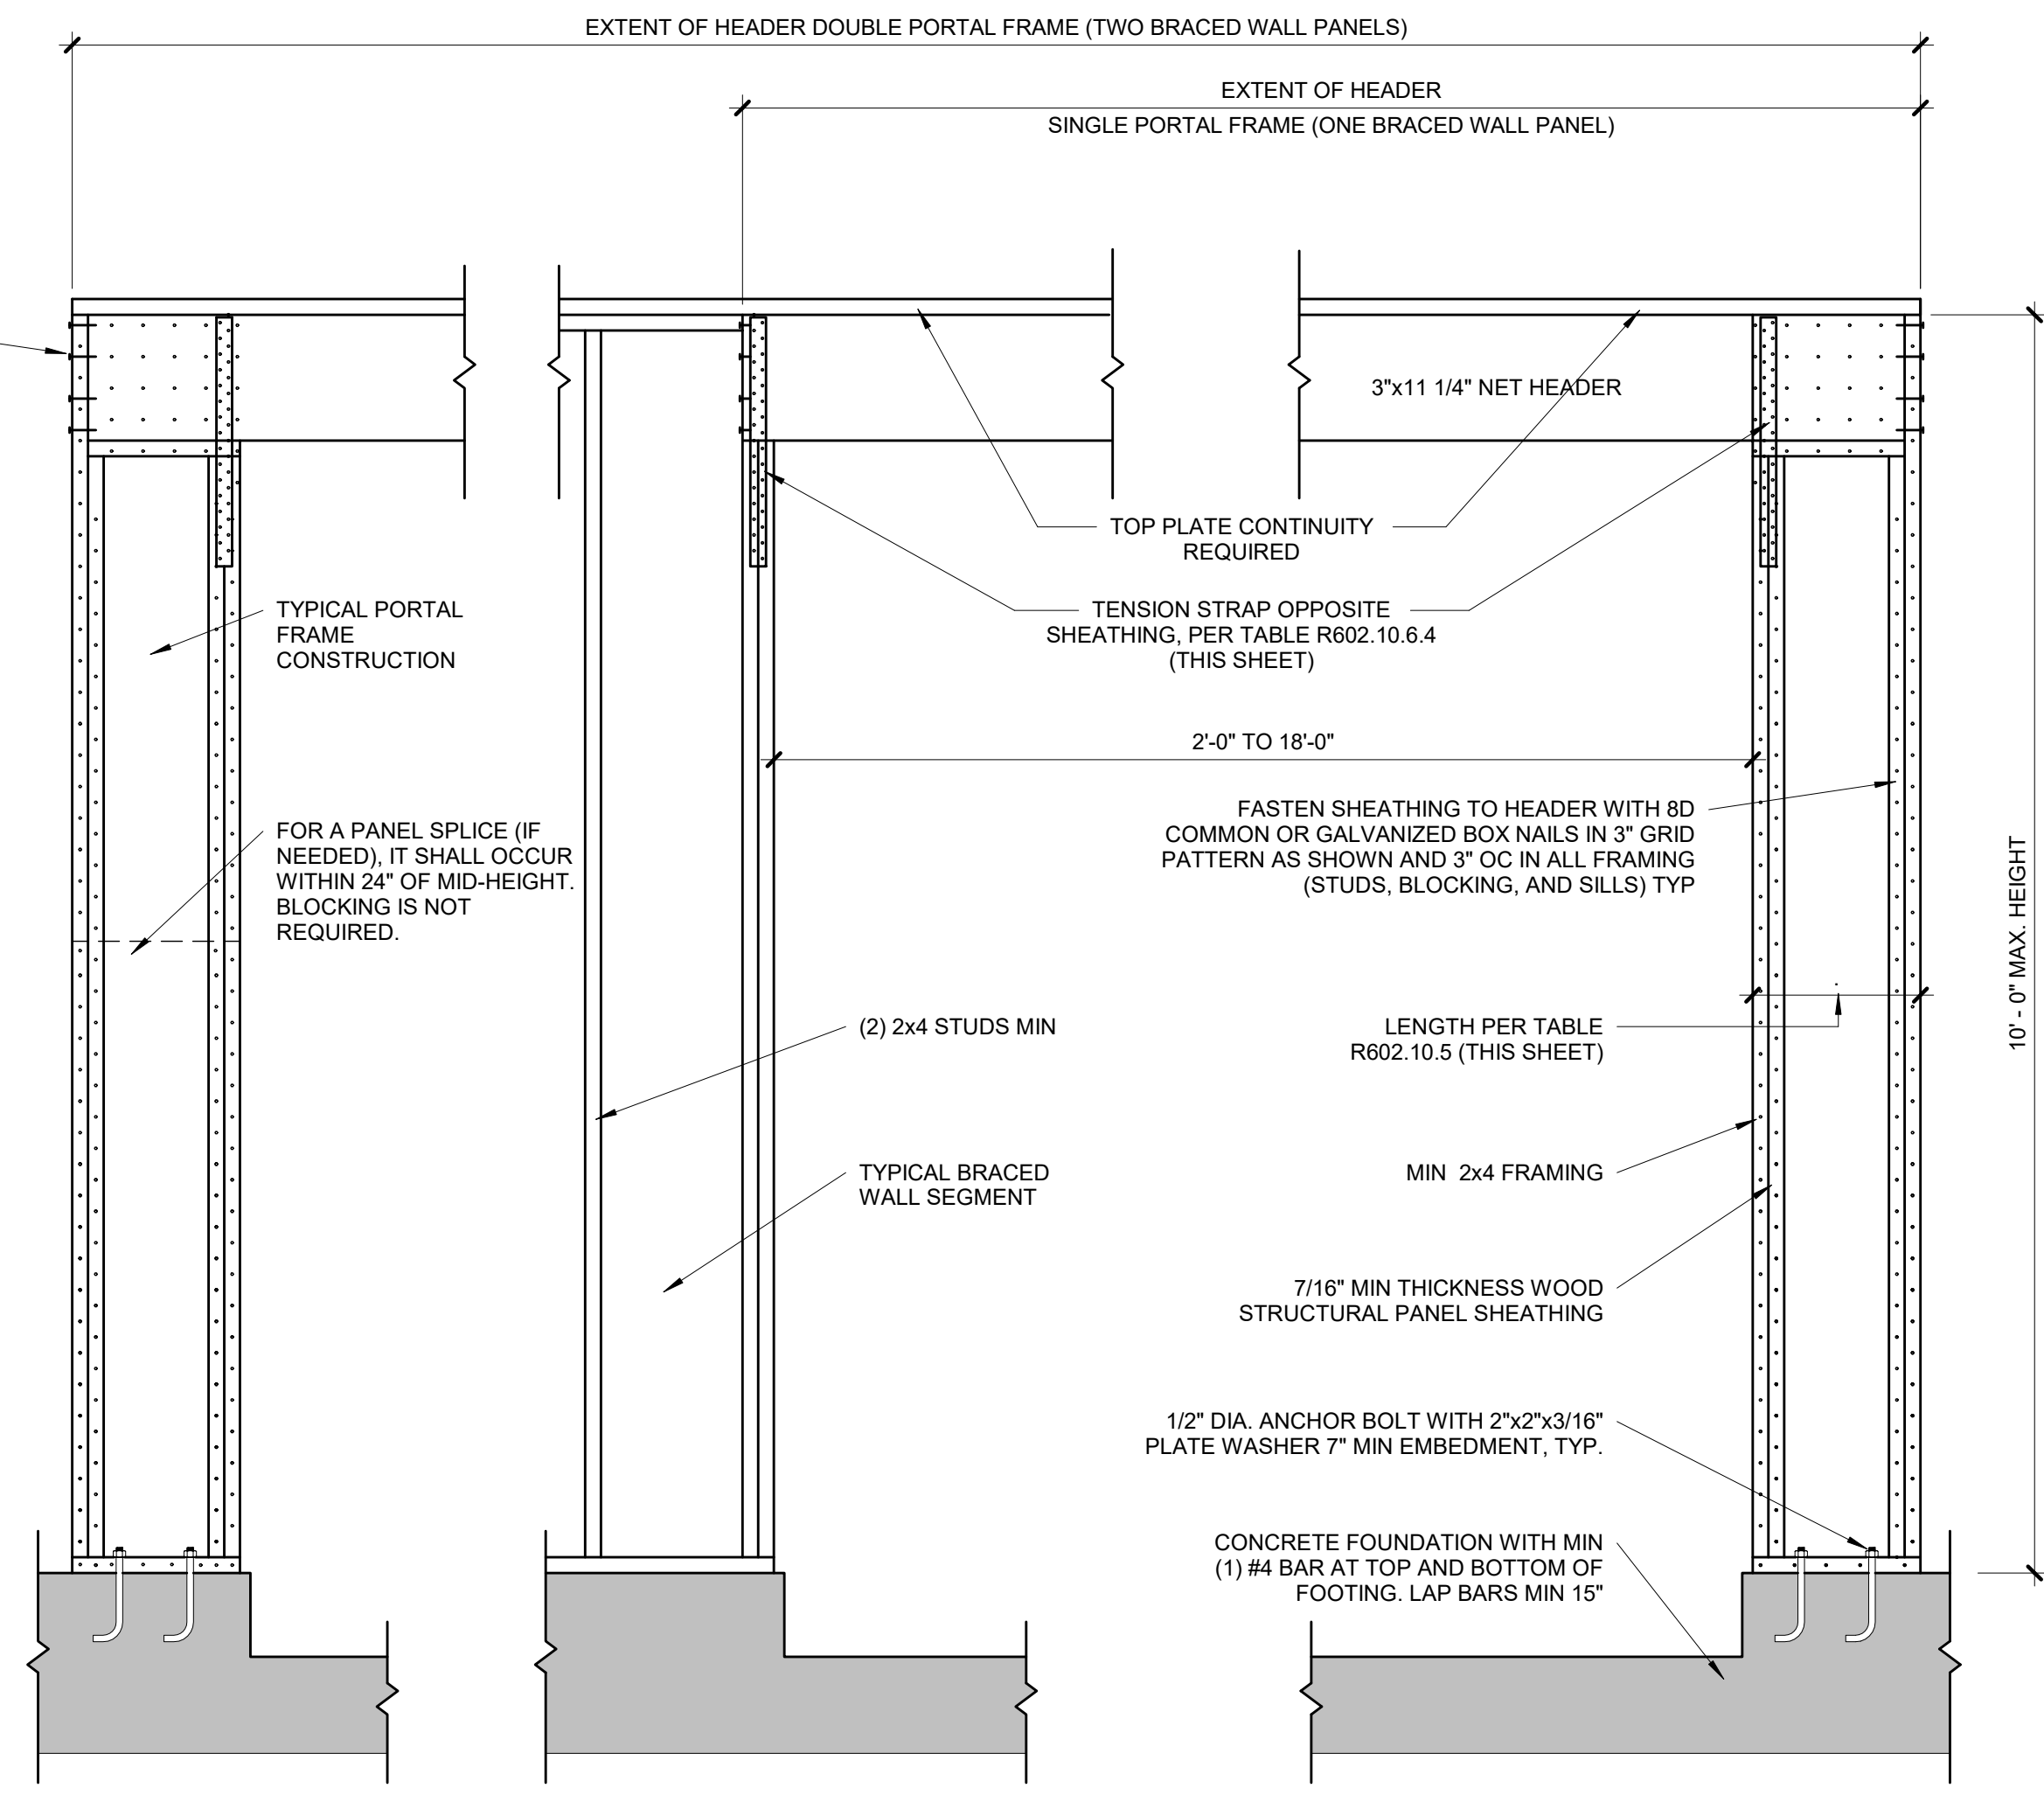 EXTENT OF HEADER DOUBLE PORTAL FRAME (TWO BRACED WALL PANELS)
EXTENT OF HEADER
SINGLE PORTAL FRAME (ONE BRACED WALL PANEL)
3"x11 1/4" NET HEADER
TOP PLATE CONTINUITY
REQUIRED
TENSION STRAP OPPOSITE
SHEATHING, PER TABLE R602.10.6.4
(THIS SHEET)
TYPICAL PORTAL
FRAME
CONSTRUCTION
2'-0" TO 18'-0"
FOR A PANEL SPLICE (IF
NEEDED), IT SHALL OCCUR
WITHIN 24" OF MID-HEIGHT.
BLOCKING IS NOT
REQUIRED.
FASTEN SHEATHING TO HEADER WITH 8D
COMMON OR GALVANIZED BOX NAILS IN 3" GRID
PATTERN AS SHOWN AND 3" OC IN ALL FRAMING
(STUDS, BLOCKING, AND SILLS) TYP
10' - 0" MAX. HEIGHT
(2) 2x4 STUDS MIN
LENGTH PER TABLE
R602.10.5 (THIS SHEET)
TYPICAL BRACED
WALL SEGMENT
MIN  2x4 FRAMING
7/16" MIN THICKNESS WOOD
STRUCTURAL PANEL SHEATHING
1/2" DIA. ANCHOR BOLT WITH 2"x2"x3/16"
PLATE WASHER 7" MIN EMBEDMENT, TYP.
CONCRETE FOUNDATION WITH MIN
(1) #4 BAR AT TOP AND BOTTOM OF
FOOTING. LAP BARS MIN 15"